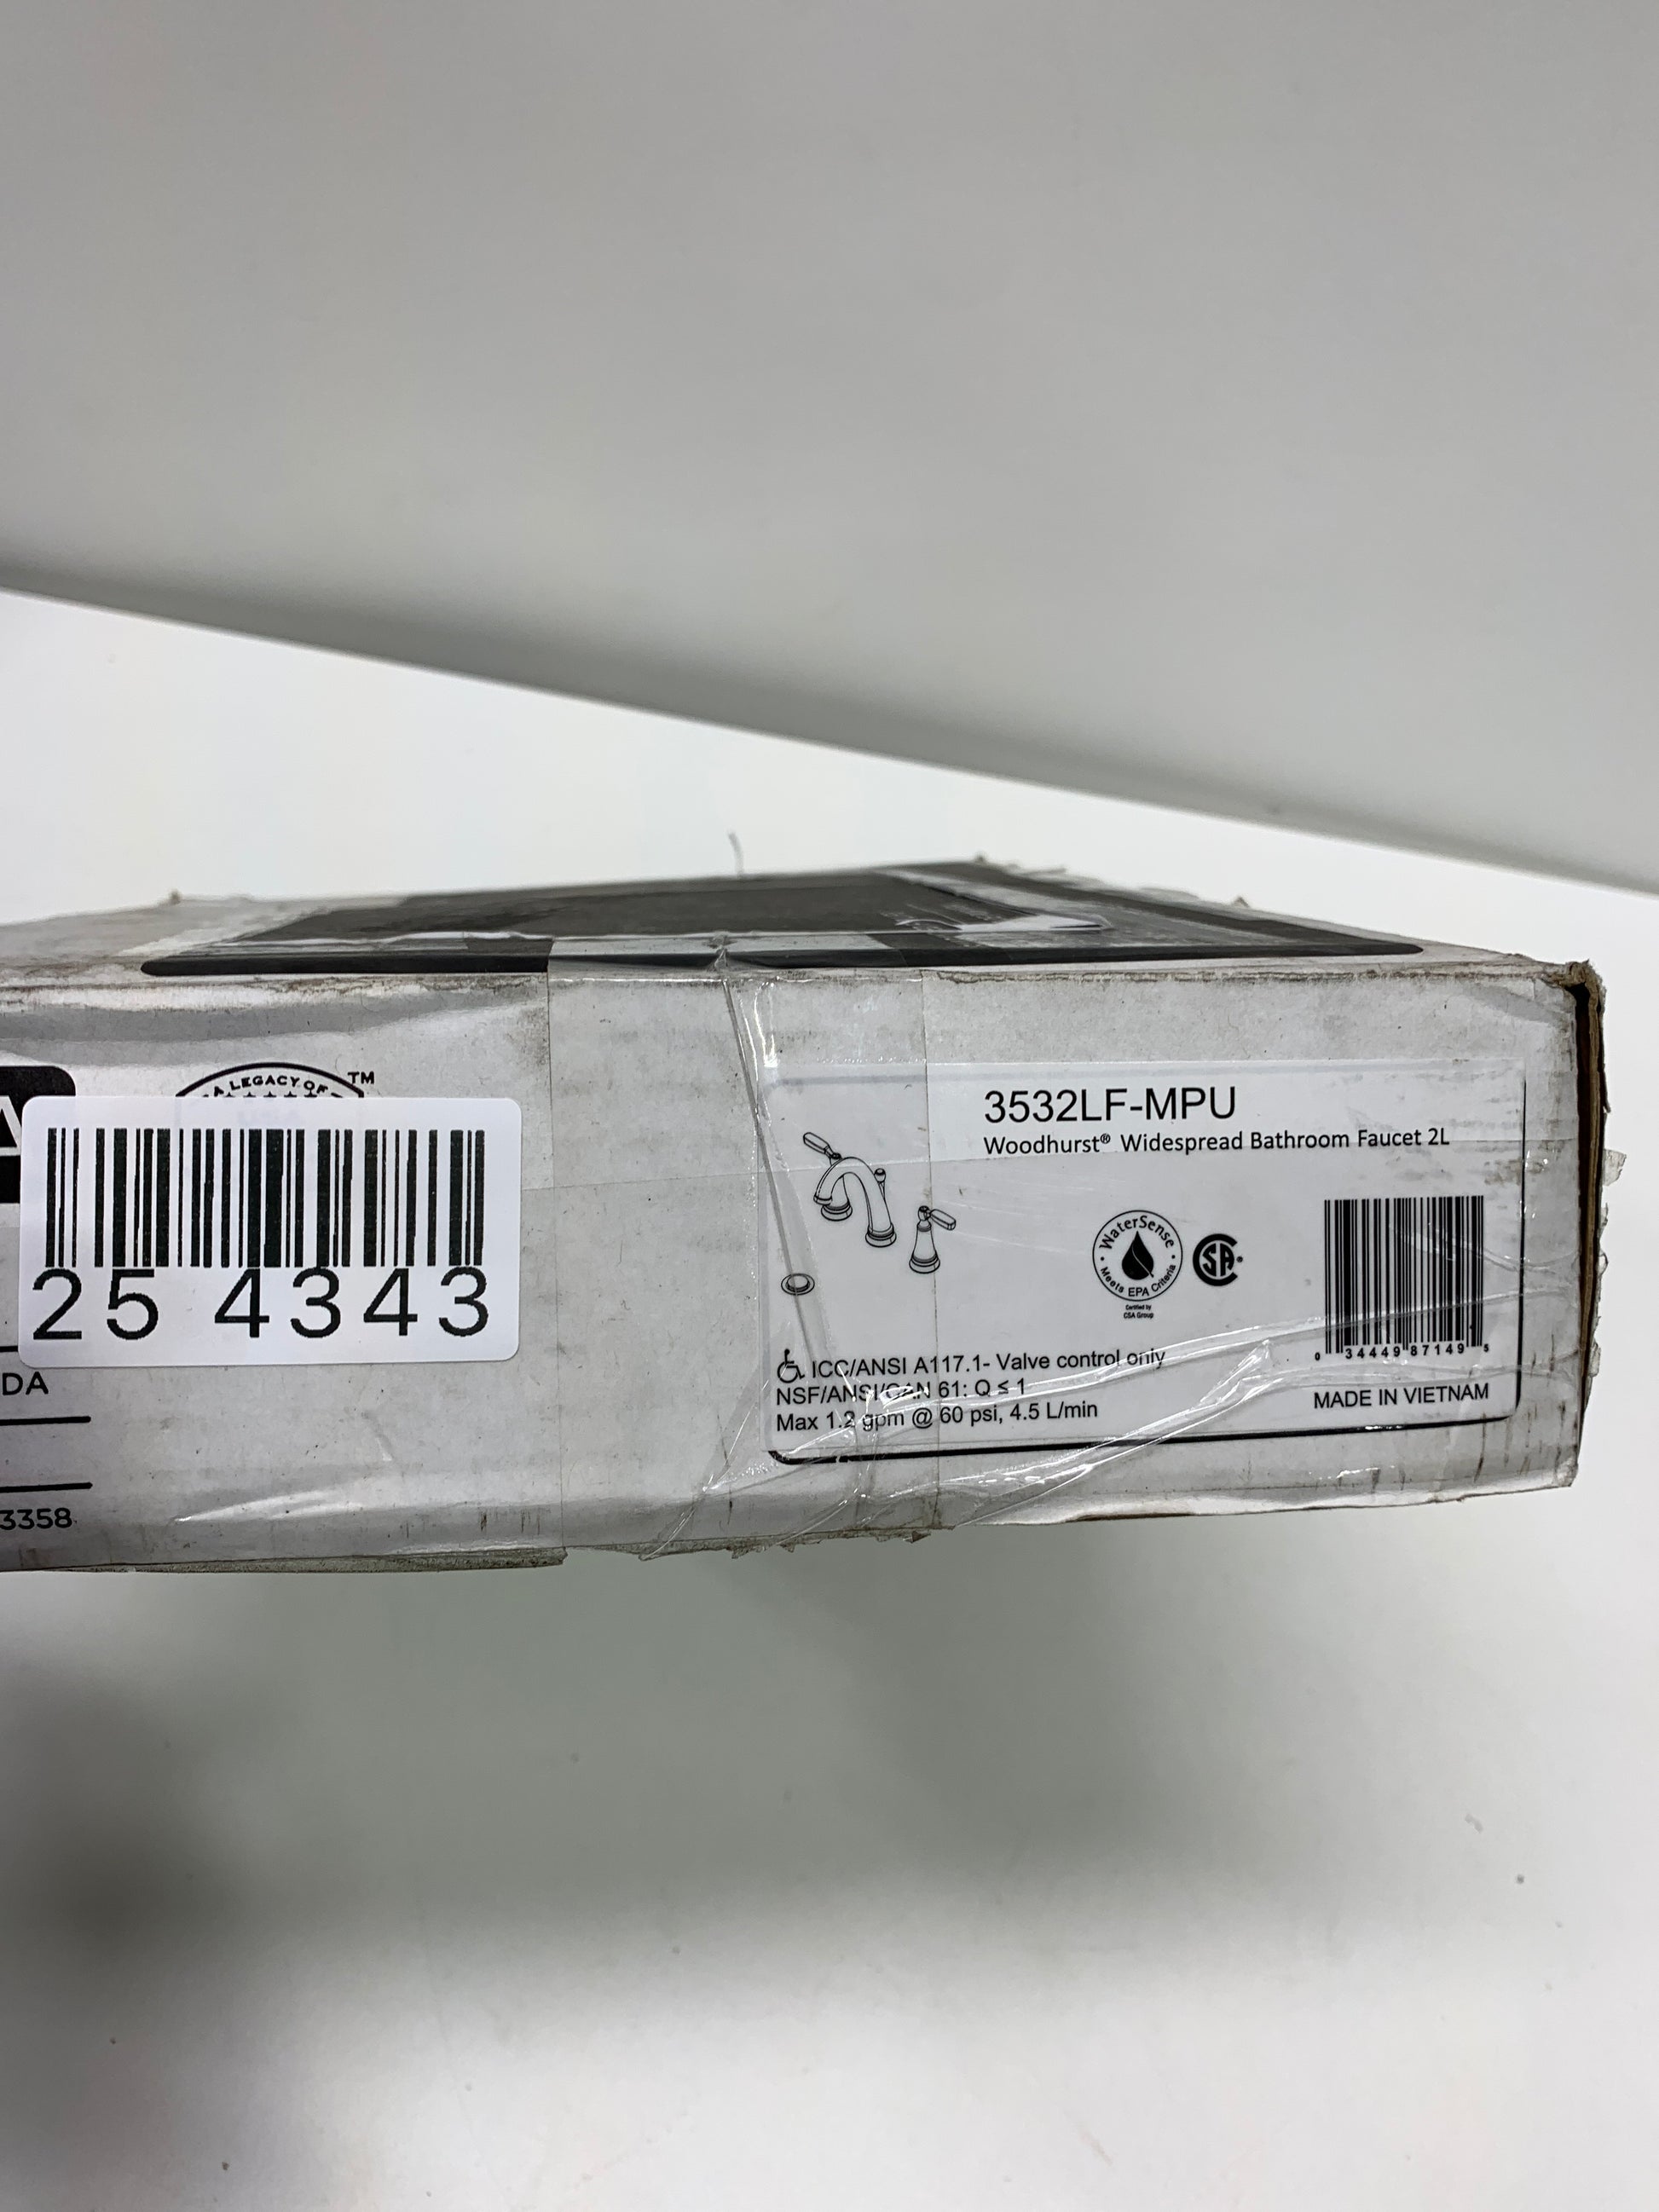 A
A LEGACY OF
TM
25 4343
DA
3358
3532LF-MPU
Woodhurst® Widespread Bathroom Faucet 2L
WaterSense
Meets EPA Criteria
Certified by
CSA Group
SA
0 34449 87149 5
ICC/ANSI A117.1- Valve control only
NSF/ANSI/CAN 61: Q ≤ 1
Max 1.2 gpm @ 60 psi, 4.5 L/min
MADE IN VIETNAM